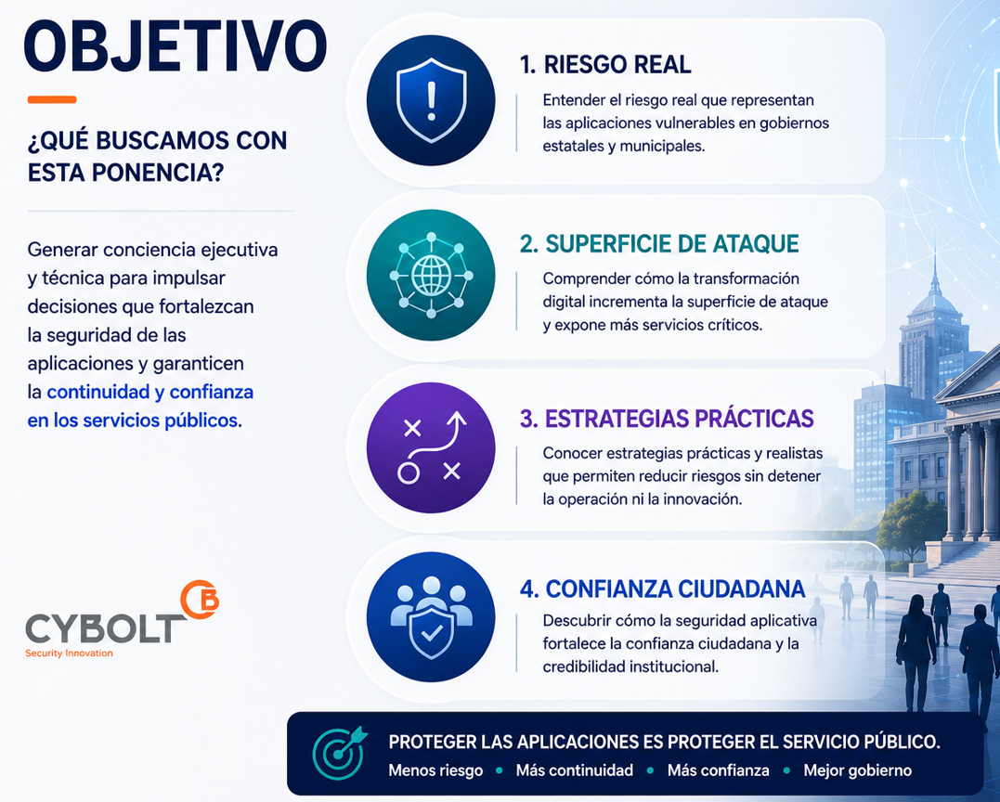 OBJETIVO
¿QUÉ BUSCAMOS CON
ESTA PONENCIA?
Generar conciencia ejecutiva
y técnica para impulsar
decisiones que fortalezcan
la seguridad de las
aplicaciones y garanticen
la continuidad y confianza
en los servicios públicos.
CYBOLT
CB
Security Innovation
1. RIESGO REAL
Entender el riesgo real que representan
las aplicaciones vulnerables en gobiernos
estatales y municipales.
2. SUPERFICIE DE ATAQUE
Comprender cómo la transformación
digital incrementa la superficie de ataque
y expone más servicios críticos.
3. ESTRATEGIAS PRÁCTICAS
Conocer estrategias prácticas y realistas
que permiten reducir riesgos sin detener
la operación ni la innovación.
4. CONFIANZA CIUDADANA
Descubrir cómo la seguridad aplicativa
fortalece la confianza ciudadana y la
credibilidad institucional.
PROTEGER LAS APLICACIONES ES PROTEGER EL SERVICIO PÚBLICO.
Menos riesgo • Más continuidad • Más confianza • Mejor gobierno